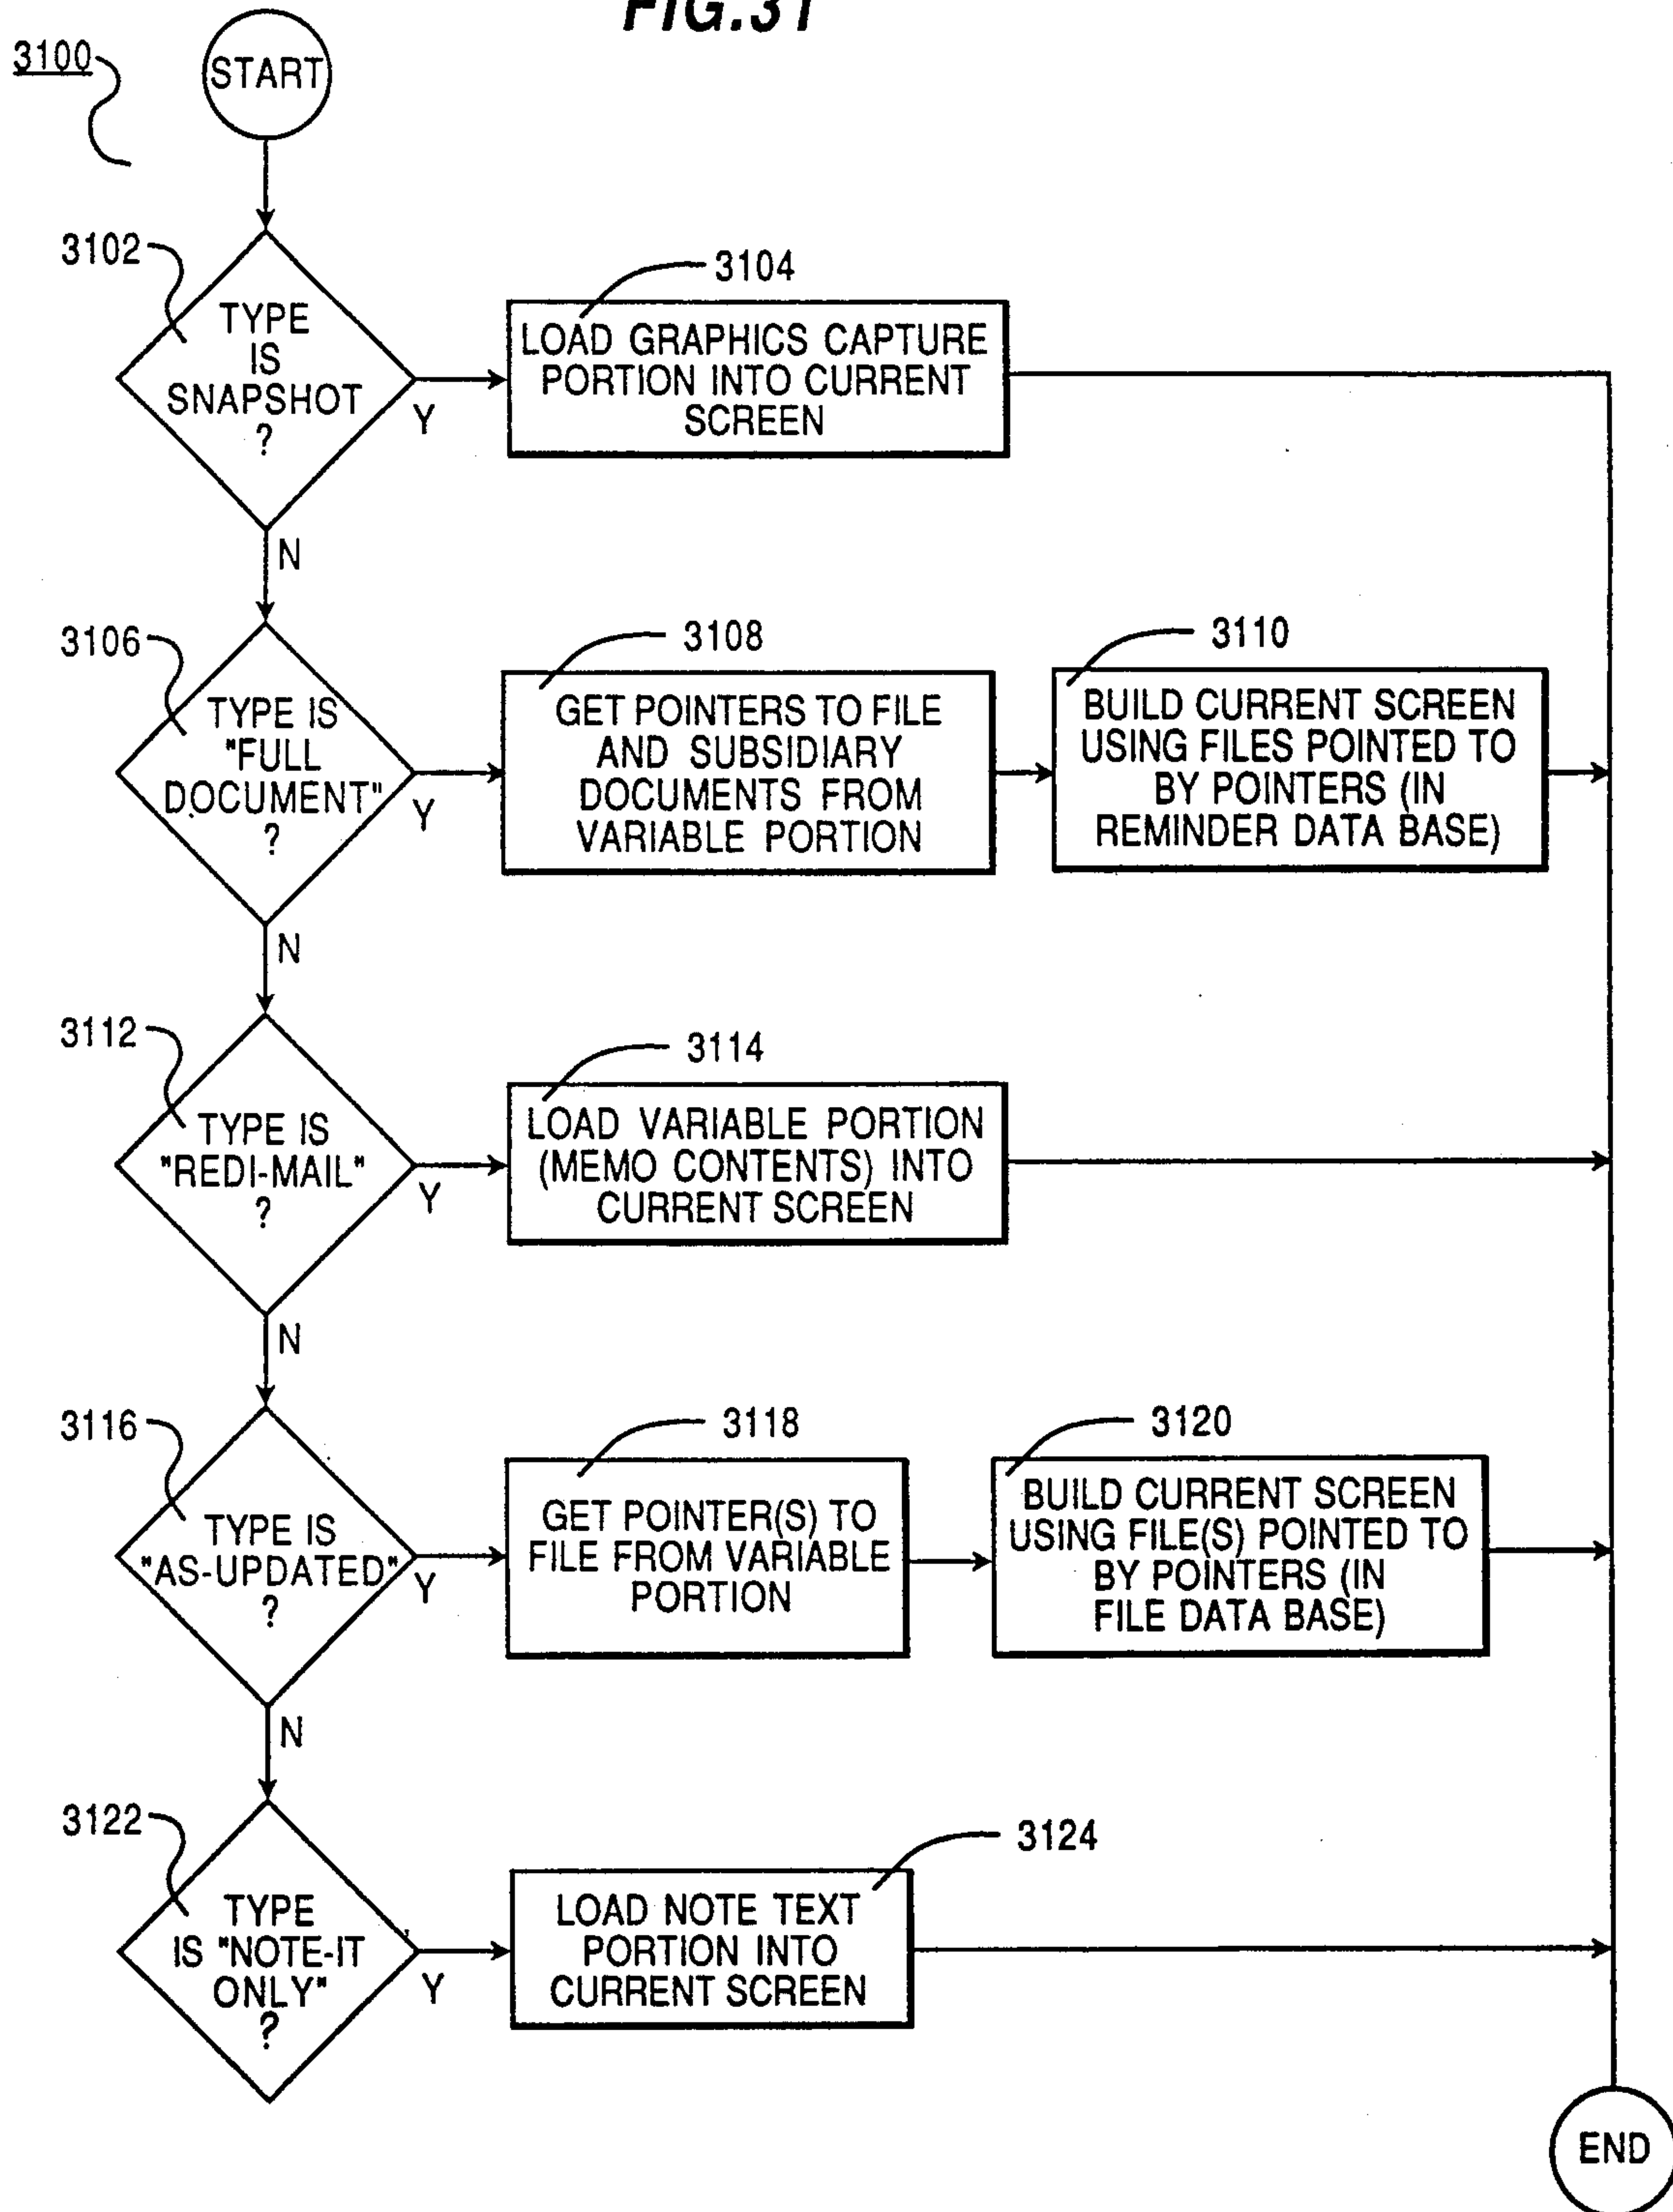 FIG.31
3100
START
3102
TYPE
IS
SNAPSHOT
?
Y
N
3104
LOAD GRAPHICS CAPTURE
PORTION INTO CURRENT
SCREEN
3106
TYPE IS
"FULL
DOCUMENT"
?
Y
N
3108
GET POINTERS TO FILE
AND SUBSIDIARY
DOCUMENTS FROM
VARIABLE PORTION
3110
BUILD CURRENT SCREEN
USING FILES POINTED TO
BY POINTERS (IN
REMINDER DATA BASE)
3112
TYPE IS
"REDI-MAIL"
?
Y
N
3114
LOAD VARIABLE PORTION
(MEMO CONTENTS) INTO
CURRENT SCREEN
3116
TYPE IS
"AS-UPDATED"
?
Y
N
3118
GET POINTER(S) TO
FILE FROM VARIABLE
PORTION
3120
BUILD CURRENT SCREEN
USING FILE(S) POINTED TO
BY POINTERS (IN
FILE DATA BASE)
3122
TYPE
IS "NOTE-IT
ONLY"
?
Y
3124
LOAD NOTE TEXT
PORTION INTO
CURRENT SCREEN
END